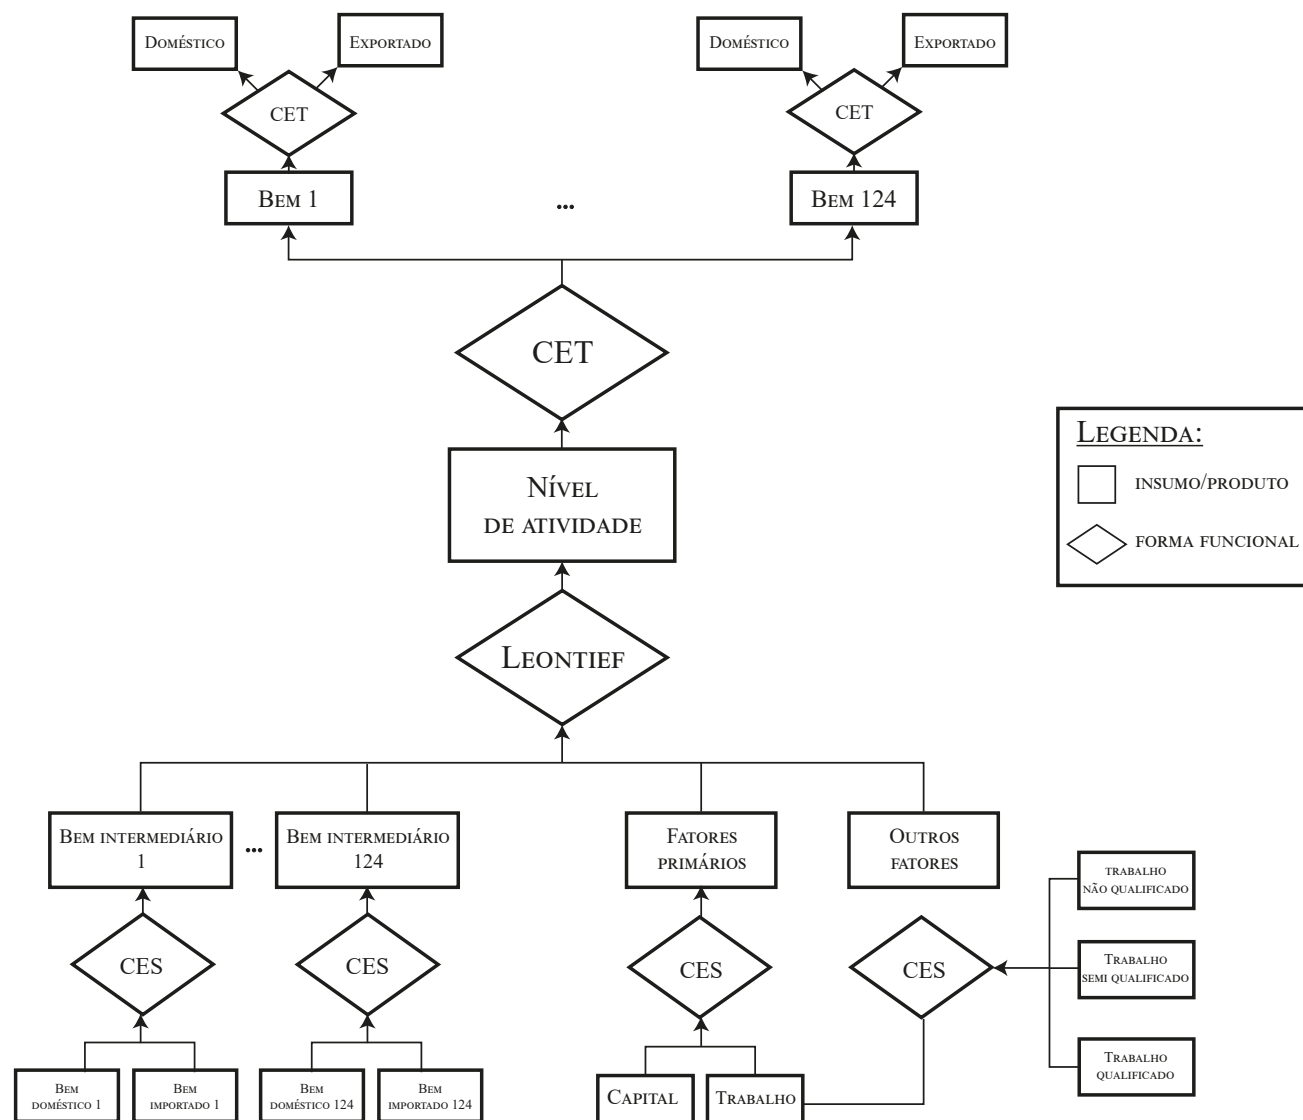 Doméstico
Exportado
Doméstico
Exportado
CET
CET
Bem 1
...
Bem 124
CET
Legenda:
insumo/produto
forma funcional
Nível
de atividade
Leontief
Bem intermediário
1
...
Bem intermediário
124
Fatores
primários
Outros
fatores
trabalho
não qualificado
CES
CES
CES
CES
Trabalho
semi qualificado
Trabalho
qualificado
Bem
doméstico 1
Bem
importado 1
Bem
doméstico 124
Bem
importado 124
Capital
Trabalho